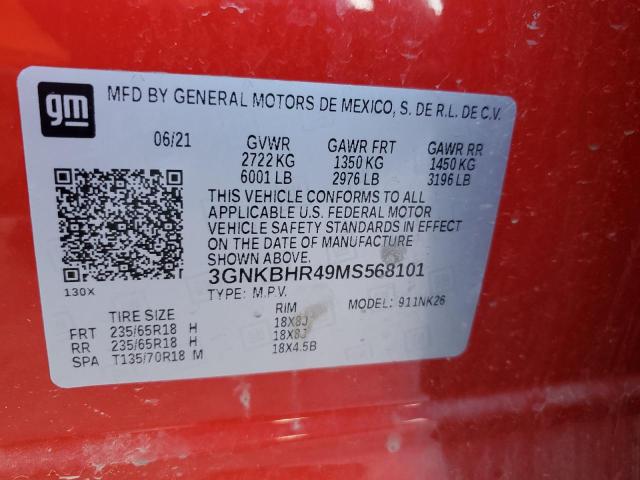 gm
MFD BY GENERAL MOTORS DE MEXICO, S. DE R.L. DE C.V.
06/21 GVWR GAWR FRT GAWR RR
2722 KG 1350 KG 1450 KG
6001 LB 2976 LB 3196 LB
THIS VEHICLE CONFORMS TO ALL
APPLICABLE U.S. FEDERAL MOTOR
VEHICLE SAFETY STANDARDS IN EFFECT
ON THE DATE OF MANUFACTURE
SHOWN ABOVE.
3GNKBHR49MS568101
130X
TYPE: M.P.V. MODEL: 911NK26
TIRE SIZE RIM
FRT 235/65R18 H 18X8J
RR 235/65R18 H 18X8J
SPA T135/70R18 M 18X4.5B